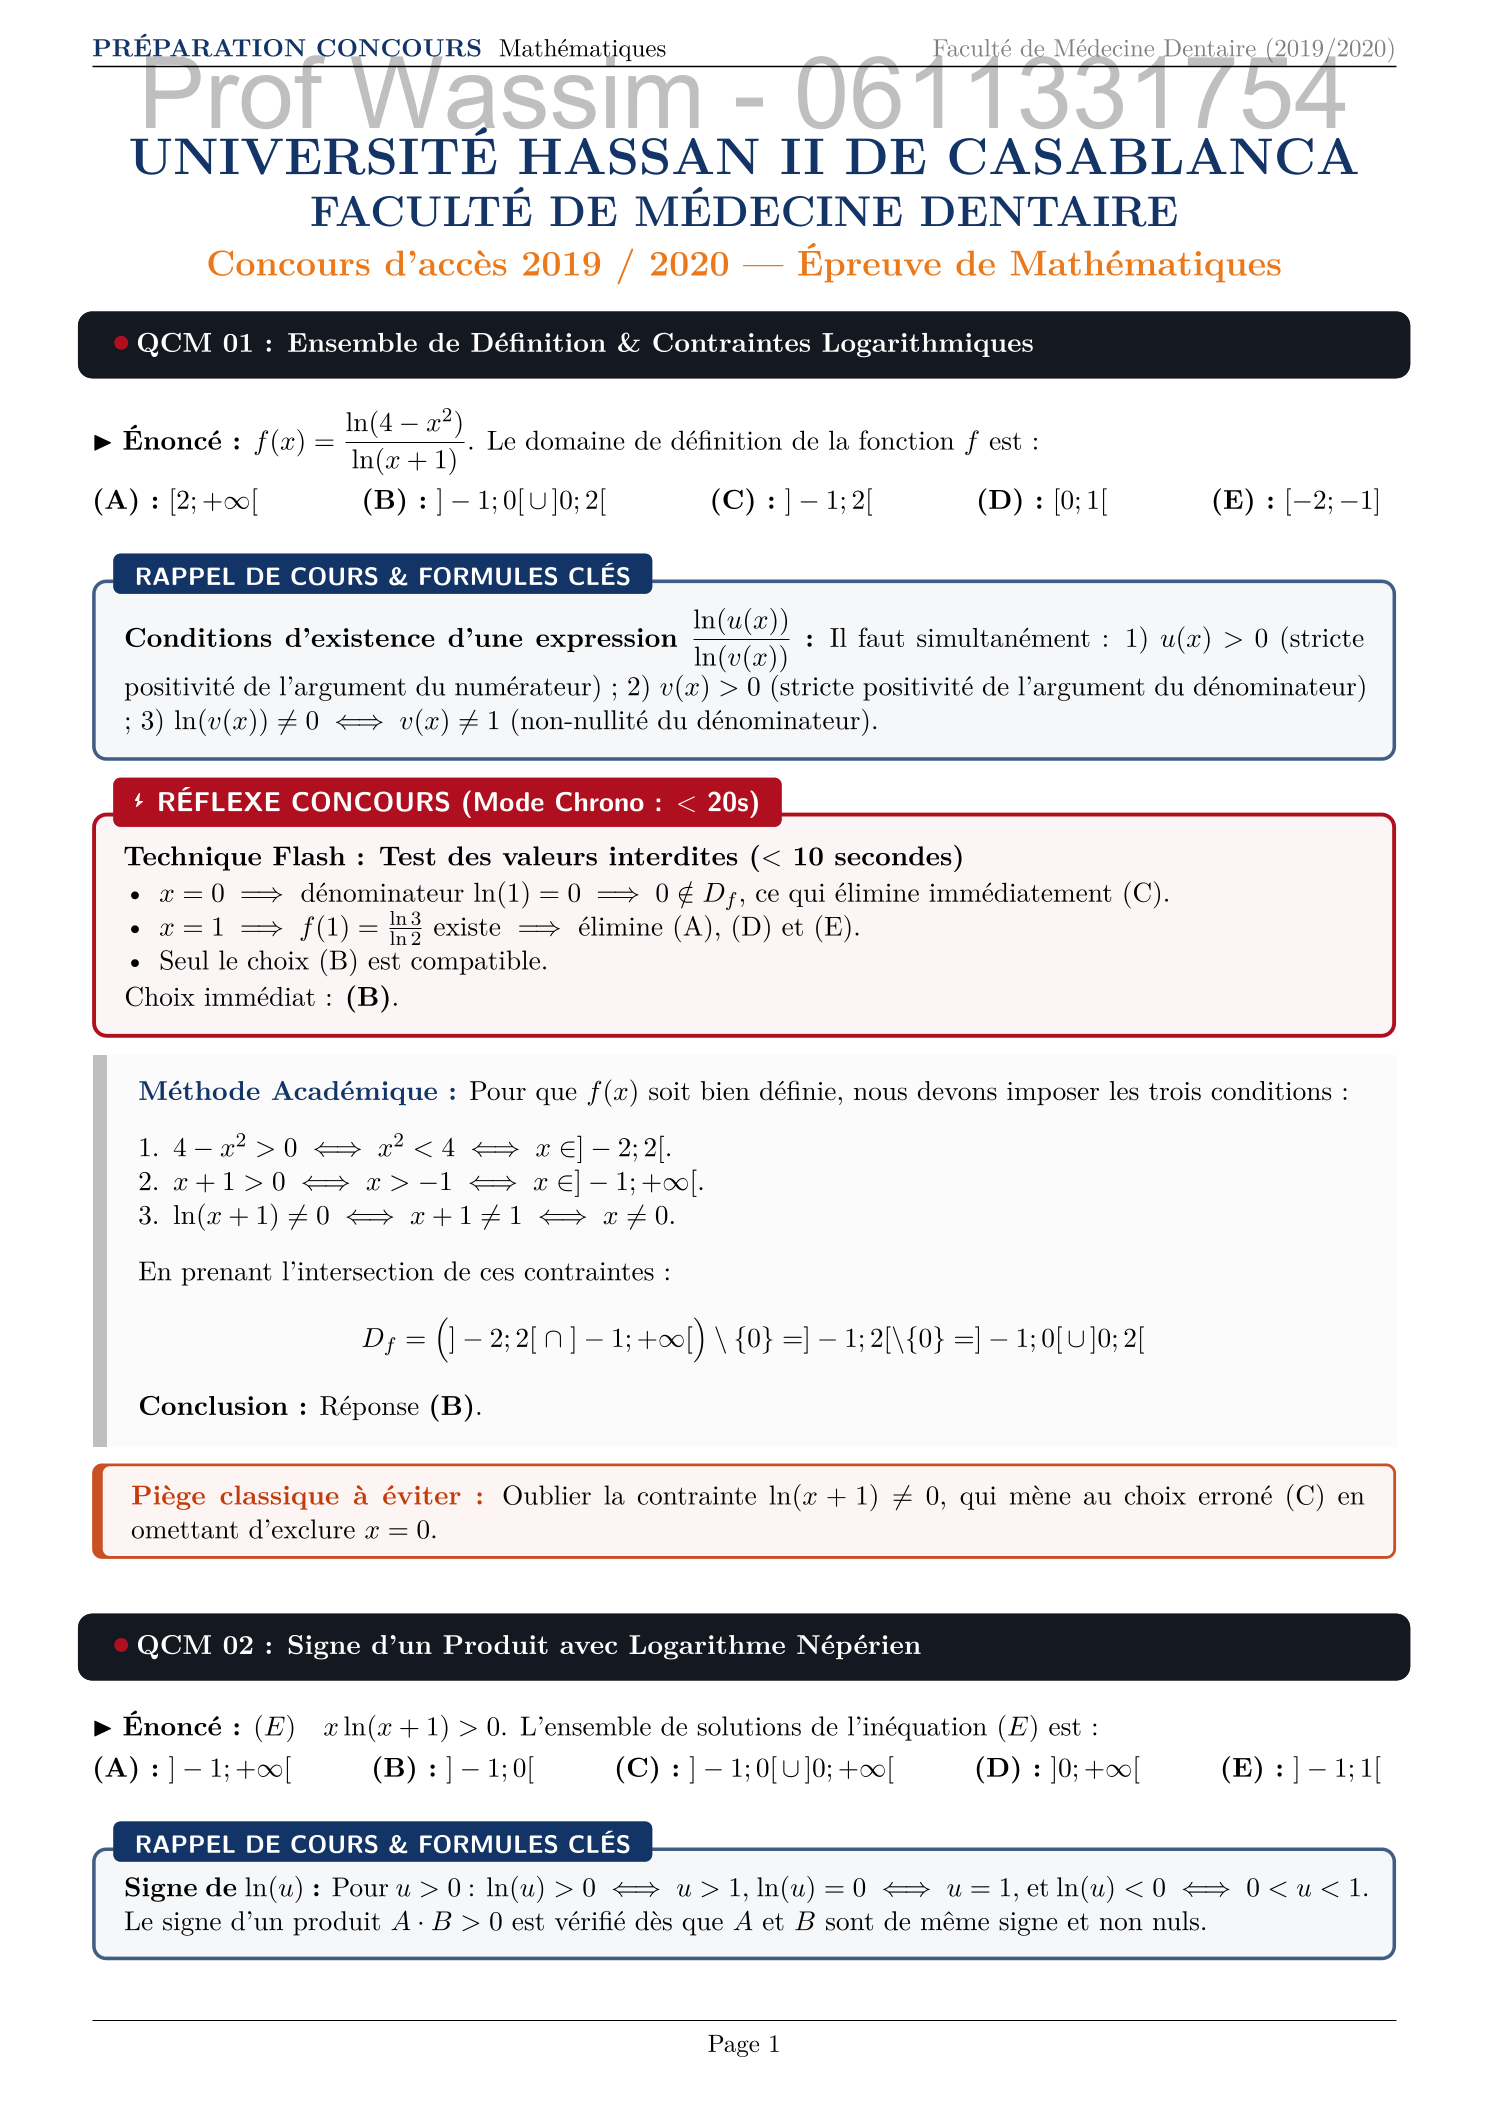 PRÉPARATION CONCOURS Mathématiques Faculté de Médecine Dentaire (2019/2020)
Prof Wassim - 0611331754
UNIVERSITÉ HASSAN II DE CASABLANCA
FACULTÉ DE MÉDECINE DENTAIRE
Concours d'accès 2019 / 2020 — Épreuve de Mathématiques
• QCM 01 : Ensemble de Définition & Contraintes Logarithmiques
▶ Énoncé : f(x) = ln(4 − x²)/ln(x + 1). Le domaine de définition de la fonction f est :
(A) : [2; +∞[ (B) : ] − 1; 0[ ∪ ]0; 2[ (C) : ] − 1; 2[ (D) : [0; 1[ (E) : [−2; −1]
RAPPEL DE COURS & FORMULES CLÉS
Conditions d'existence d'une expression ln(u(x))/ln(v(x)) : Il faut simultanément : 1) u(x) > 0 (stricte
positivité de l'argument du numérateur) ; 2) v(x) > 0 (stricte positivité de l'argument du dénominateur)
; 3) ln(v(x)) ≠ 0 ⟺ v(x) ≠ 1 (non-nullité du dénominateur).
RÉFLEXE CONCOURS (Mode Chrono : < 20s)
Technique Flash : Test des valeurs interdites (< 10 secondes)
• x = 0 ⟹ dénominateur ln(1) = 0 ⟹ 0 ∉ D_f, ce qui élimine immédiatement (C).
• x = 1 ⟹ f(1) = ln 3/ln 2 existe ⟹ élimine (A), (D) et (E).
• Seul le choix (B) est compatible.
Choix immédiat : (B).
Méthode Académique : Pour que f(x) soit bien définie, nous devons imposer les trois conditions :
1. 4 − x² > 0 ⟺ x² < 4 ⟺ x ∈] − 2; 2[.
2. x + 1 > 0 ⟺ x > −1 ⟺ x ∈] − 1; +∞[.
3. ln(x + 1) ≠ 0 ⟺ x + 1 ≠ 1 ⟺ x ≠ 0.
En prenant l'intersection de ces contraintes :
D_f = (] − 2; 2[ ∩ ] − 1; +∞[) \ {0} =] − 1; 2[\{0} =] − 1; 0[ ∪ ]0; 2[
Conclusion : Réponse (B).
Piège classique à éviter : Oublier la contrainte ln(x + 1) ≠ 0, qui mène au choix erroné (C) en
omettant d'exclure x = 0.
• QCM 02 : Signe d'un Produit avec Logarithme Népérien
▶ Énoncé : (E) x ln(x + 1) > 0. L'ensemble de solutions de l'inéquation (E) est :
(A) : ] − 1; +∞[ (B) : ] − 1; 0[ (C) : ] − 1; 0[ ∪ ]0; +∞[ (D) : ]0; +∞[ (E) : ] − 1; 1[
RAPPEL DE COURS & FORMULES CLÉS
Signe de ln(u) : Pour u > 0 : ln(u) > 0 ⟺ u > 1, ln(u) = 0 ⟺ u = 1, et ln(u) < 0 ⟺ 0 < u < 1.
Le signe d'un produit A · B > 0 est vérifié dès que A et B sont de même signe et non nuls.
Page 1